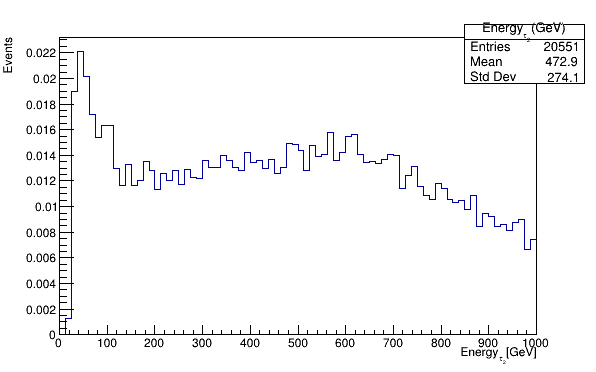 Energy_τ₂ (GeV)
Entries 20551
Mean 472.9
Std Dev 274.1
Events
0.022
0.02
0.018
0.016
0.014
0.012
0.01
0.008
0.006
0.004
0.002
0
0 100 200 300 400 500 600 700 800 900 1000
Energy_τ₂ [GeV]